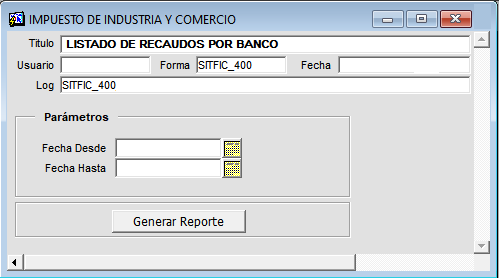 IMPUESTO DE INDUSTRIA Y COMERCIO
Titulo LISTADO DE RECAUDOS POR BANCO
Usuario Forma SITFIC_400 Fecha
Log SITFIC_400
Parámetros
Fecha Desde
Fecha Hasta
Generar Reporte